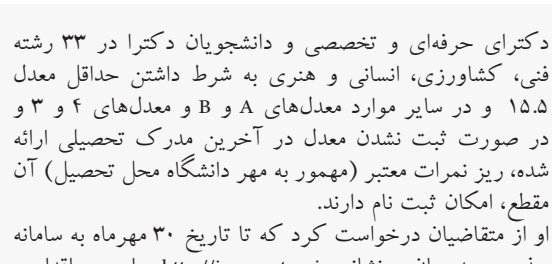 دکترای حرفه‌ای و تخصصی و دانشجویان دکترا در ۳۳ رشته
فنی، کشاورزی، انسانی و هنری به شرط داشتن حداقل معدل
۱۵.۵ و در سایر موارد معدل‌های A و B و معدل‌های ۴ و ۳ و
در صورت ثبت نشدن معدل در آخرین مدرک تحصیلی ارائه
شده، ریز نمرات معتبر (مهمور به مهر دانشگاه محل تحصیل) آن
مقطع، امکان ثبت نام دارند.
او از متقاضیان درخواست کرد که تا تاریخ ۳۰ مهرماه به سامانه